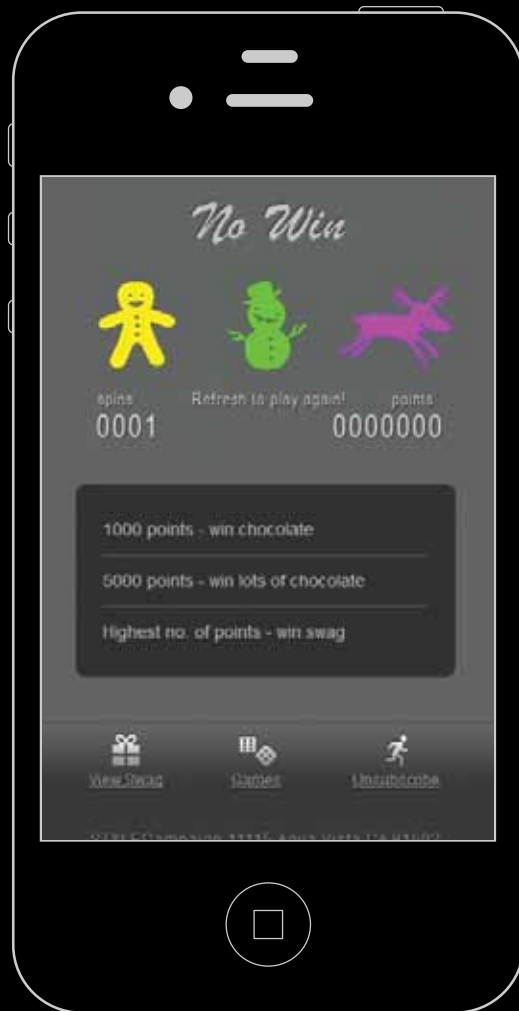 No Win
spins Refresh to play again! points
0001 0000000
1000 points - win chocolate
5000 points - win lots of chocolate
Highest no. of points - win swag
View Swag Games Unsubscribe